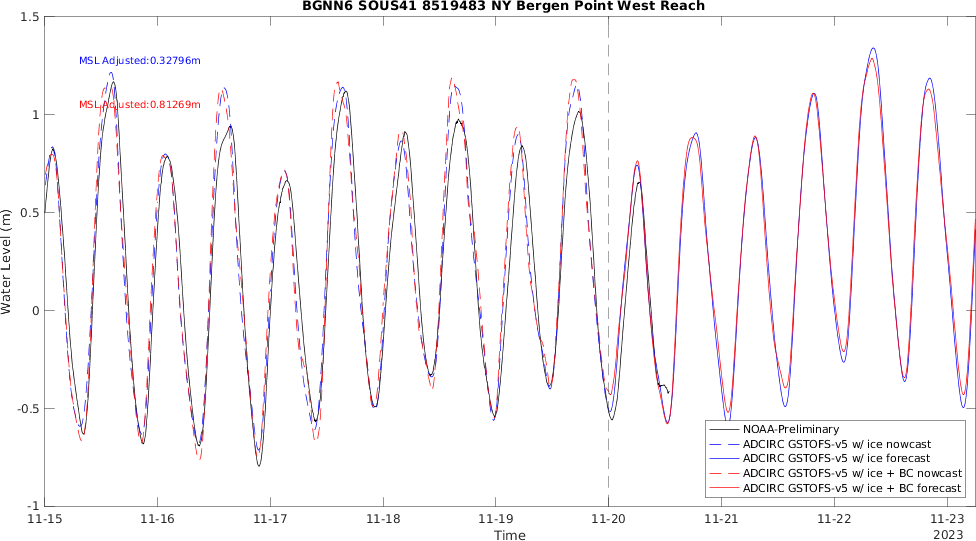 BGNN6 SOUS41 8519483 NY Bergen Point West Reach
1.5
MSL Adjusted:0.32796m
MSL Adjusted:0.81269m
1
0.5
0
-0.5
-1
Water Level (m)
NOAA-Preliminary
ADCIRC GSTOFS-v5 w/ ice nowcast
ADCIRC GSTOFS-v5 w/ ice forecast
ADCIRC GSTOFS-v5 w/ ice + BC nowcast
ADCIRC GSTOFS-v5 w/ ice + BC forecast
11-15 11-16 11-17 11-18 11-19 11-20 11-21 11-22 11-23
Time
2023